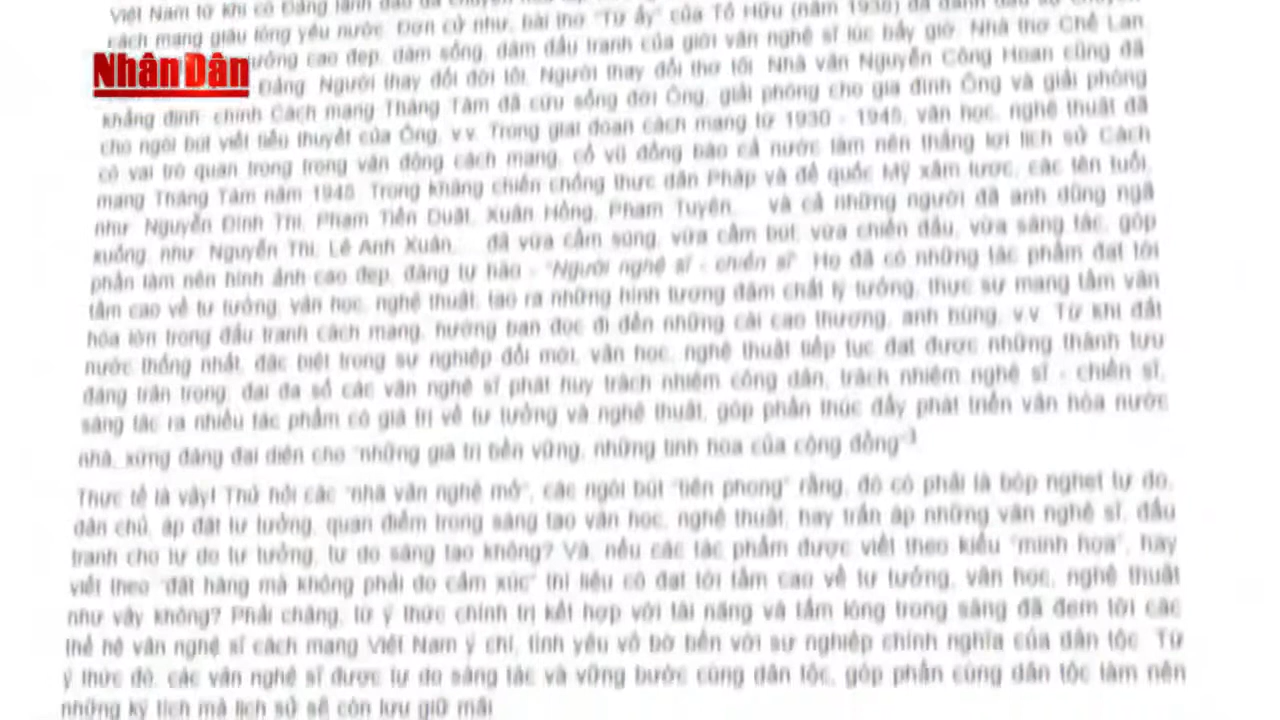 Việt Nam từ khi có Đảng lãnh đạo đã chuyển
cách mạng giàu lòng yêu nước. Đơn cử như, bài thơ "Từ ấy" của Tố Hữu (năm 1938) đã đánh dấu sự chuyển
tưởng cao đẹp, dám sống, dám đấu tranh của giới văn nghệ sĩ lúc bấy giờ. Nhà thơ Chế Lan
Nhân Dân
Đảng. Người thay đổi đời tôi, Người thay đổi thơ tôi. Nhà văn Nguyễn Công Hoan cũng đã
khẳng định: chính Cách mạng Tháng Tám đã cứu sống đời Ông, giải phóng cho gia đình Ông và giải phóng
cho ngòi bút viết tiểu thuyết của Ông, v.v. Trong giai đoạn cách mạng từ 1930 - 1945, văn học, nghệ thuật đã
có vai trò quan trọng trong vận động cách mạng, cổ vũ đồng bào cả nước làm nên thắng lợi lịch sử Cách
mạng Tháng Tám năm 1945. Trong kháng chiến chống thực dân Pháp và đế quốc Mỹ xâm lược, các tên tuổi,
như: Nguyễn Đình Thi, Phạm Tiến Duật, Xuân Hồng, Phạm Tuyên,... và cả những người đã anh dũng ngã
xuống, như: Nguyễn Thi, Lê Anh Xuân,... đã vừa cầm súng, vừa cầm bút, vừa chiến đấu, vừa sáng tác, góp
phần làm nên hình ảnh cao đẹp, đáng tự hào - "Người nghệ sĩ - chiến sĩ". Họ đã có những tác phẩm đạt tới
tầm cao về tư tưởng, văn học, nghệ thuật, tạo ra những hình tượng đậm chất lý tưởng, thực sự mang tầm văn
hóa lớn trong đấu tranh cách mạng, hướng bạn đọc đi đến những cái cao thượng, anh hùng, v.v. Từ khi đất
nước thống nhất, đặc biệt trong sự nghiệp đổi mới, văn học, nghệ thuật tiếp tục đạt được những thành tựu
đáng trân trọng; đại đa số các văn nghệ sĩ phát huy trách nhiệm công dân, trách nhiệm nghệ sĩ - chiến sĩ,
sáng tác ra nhiều tác phẩm có giá trị về tư tưởng và nghệ thuật, góp phần thúc đẩy phát triển văn hóa nước
nhà, xứng đáng đại diện cho "những giá trị bền vững, những tinh hoa của cộng đồng"3.
Thực tế là vậy! Thử hỏi các "nhà văn nghệ mở", các ngòi bút "tiên phong" rằng, đó có phải là bóp nghẹt tự do,
dân chủ, áp đặt tư tưởng, quan điểm trong sáng tạo văn học, nghệ thuật, hay trấn áp những văn nghệ sĩ, đấu
tranh cho tự do tư tưởng, tự do sáng tạo không? Và, nếu các tác phẩm được viết theo kiểu "minh họa", hay
viết theo "đặt hàng mà không phải do cảm xúc" thì liệu có đạt tới tầm cao về tư tưởng, văn học, nghệ thuật
như vậy không? Phải chăng, từ ý thức chính trị kết hợp với tài năng và tấm lòng trong sáng đã đem tới các
thế hệ văn nghệ sĩ cách mạng Việt Nam ý chí, tình yêu vô bờ bến với sự nghiệp chính nghĩa của dân tộc. Từ
ý thức đó, các văn nghệ sĩ được tự do sáng tác và vững bước cùng dân tộc, góp phần cùng dân tộc làm nên
những kỳ tích mà lịch sử sẽ còn lưu giữ mãi.